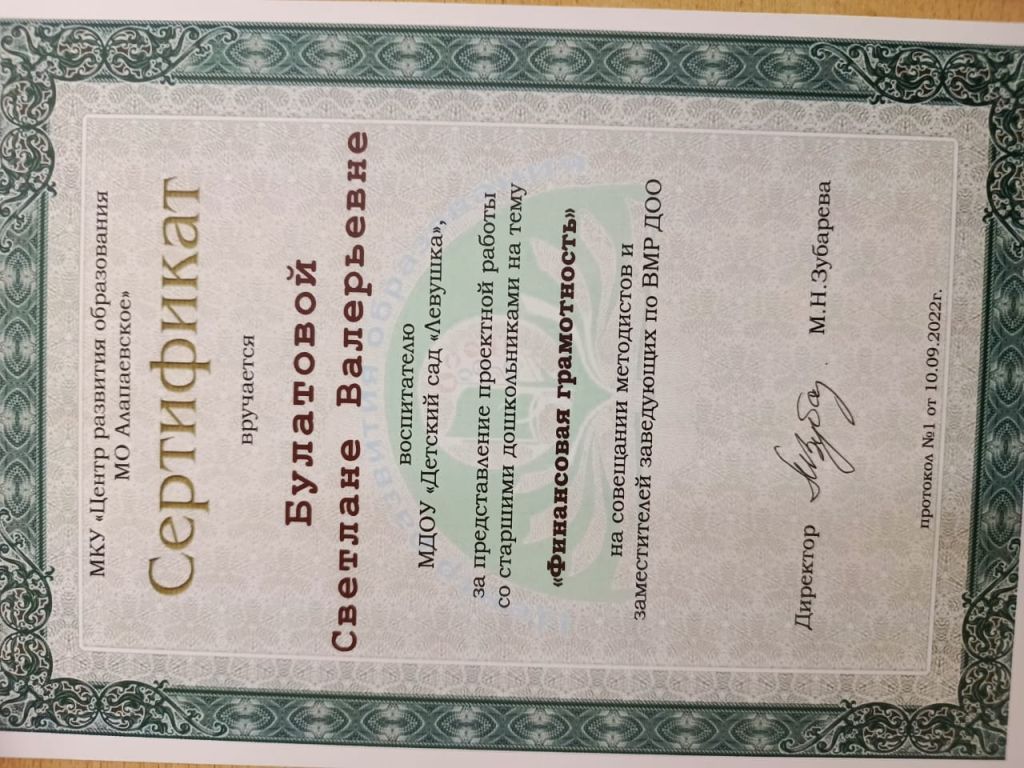 МКУ «Центр развития образования
МО Алапаевское»
Сертификат
вручается
Булатовой
Светлане Валерьевне
воспитателю
МДОУ «Детский сад «Левушка»,
за представление проектной работы
со старшими дошкольниками на тему
«Финансовая грамотность»
на совещании методистов и
заместителей заведующих по ВМР ДОО
Директор М.Н.Зубарева
протокол №1 от 10.09.2022г.